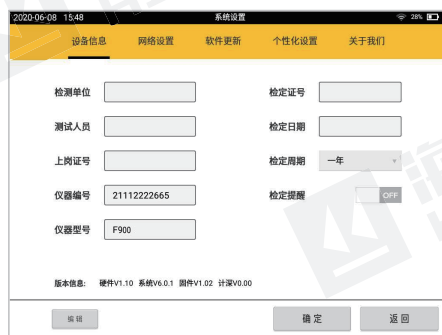 2020-06-08 15:48 系统设置 28%
设备信息 网络设置 软件更新 个性化设置 关于我们
检测单位 检定证号
测试人员 检定日期
上岗证号 检定周期 一年
仪器编号 21112222665 检定提醒 OFF
仪器型号 F900
版本信息: 硬件V1.10 系统V6.0.1 固件V1.02 计深V0.00
编辑 确定 返回